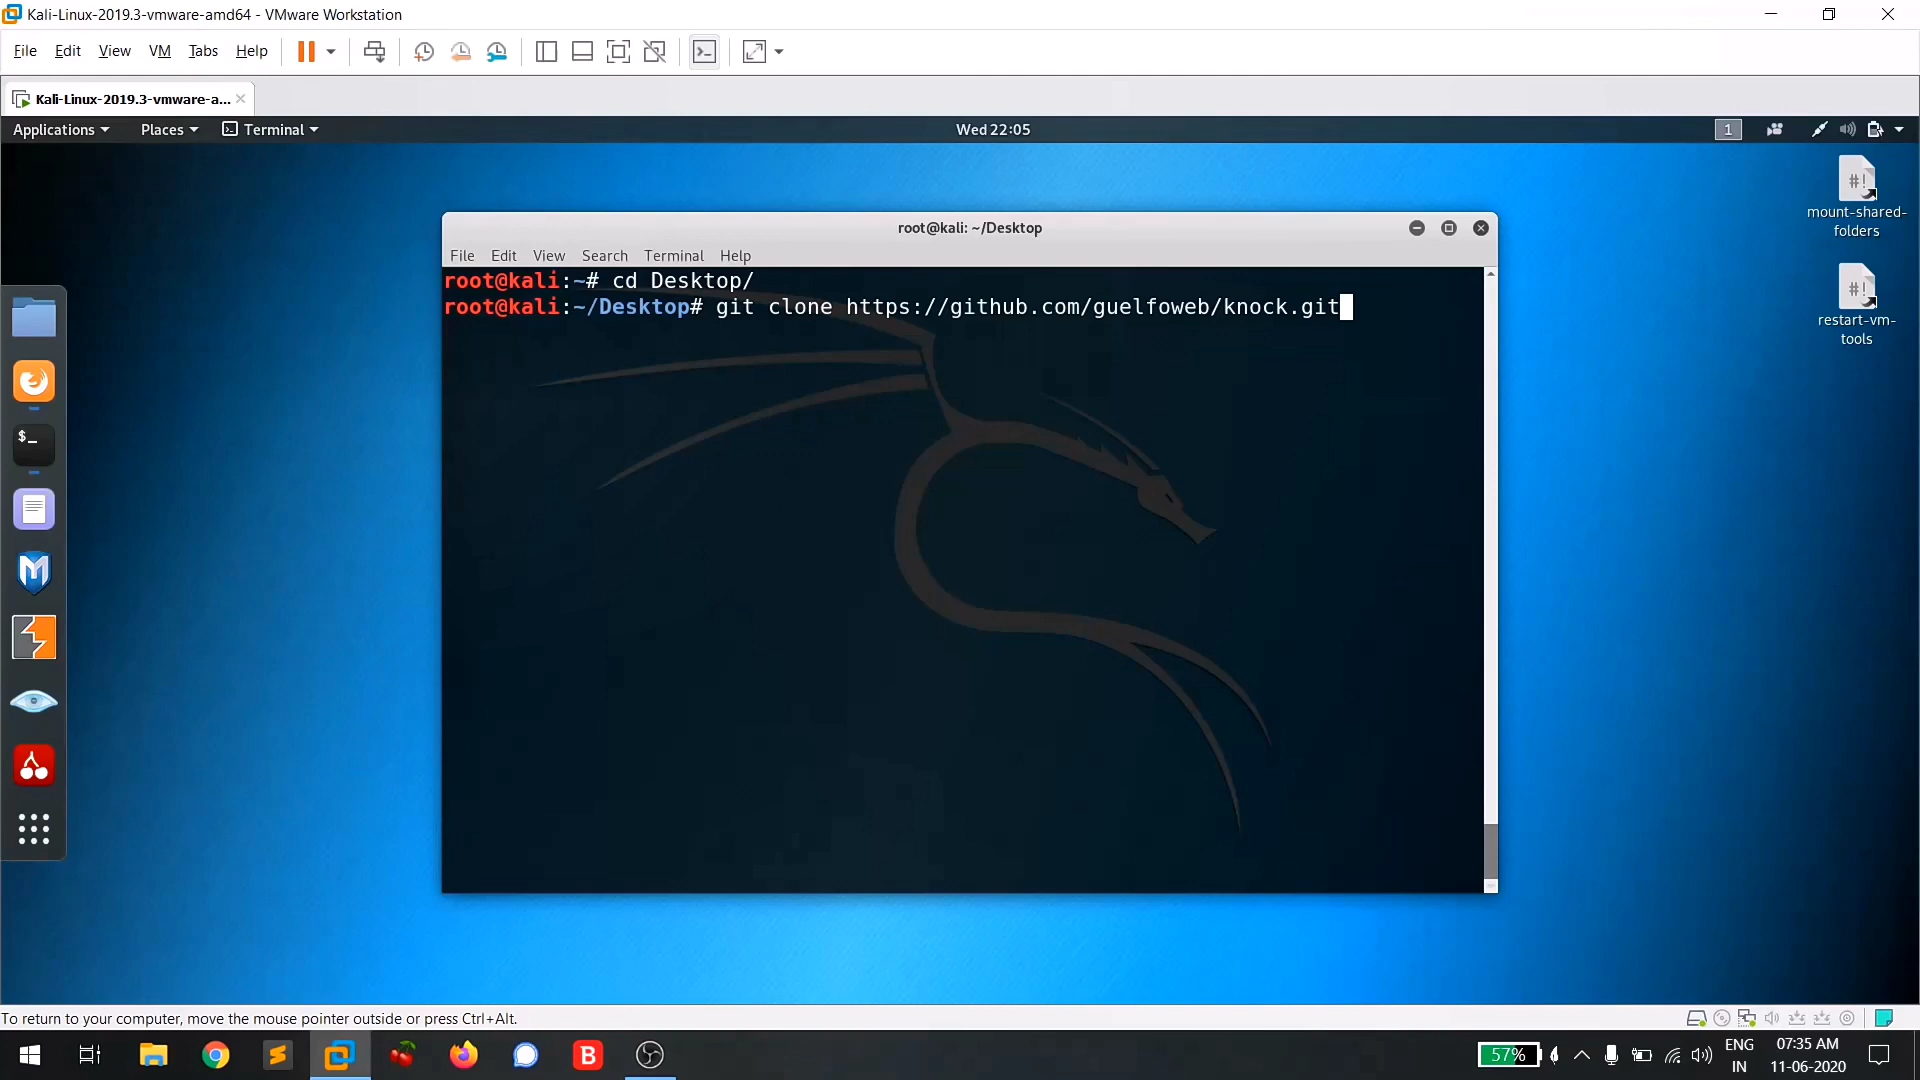 Kali-Linux-2019.3-vmware-amd64 - VMware Workstation
File Edit View VM Tabs Help
Kali-Linux-2019.3-vmware-a...
Applications Places Terminal Wed 22:05 1
mount-shared-
folders
restart-vm-
tools
root@kali: ~/Desktop
File Edit View Search Terminal Help
root@kali:~# cd Desktop/
root@kali:~/Desktop# git clone https://github.com/guelfoweb/knock.git
To return to your computer, move the mouse pointer outside or press Ctrl+Alt.
57% ENG 07:35 AM
IN 11-06-2020